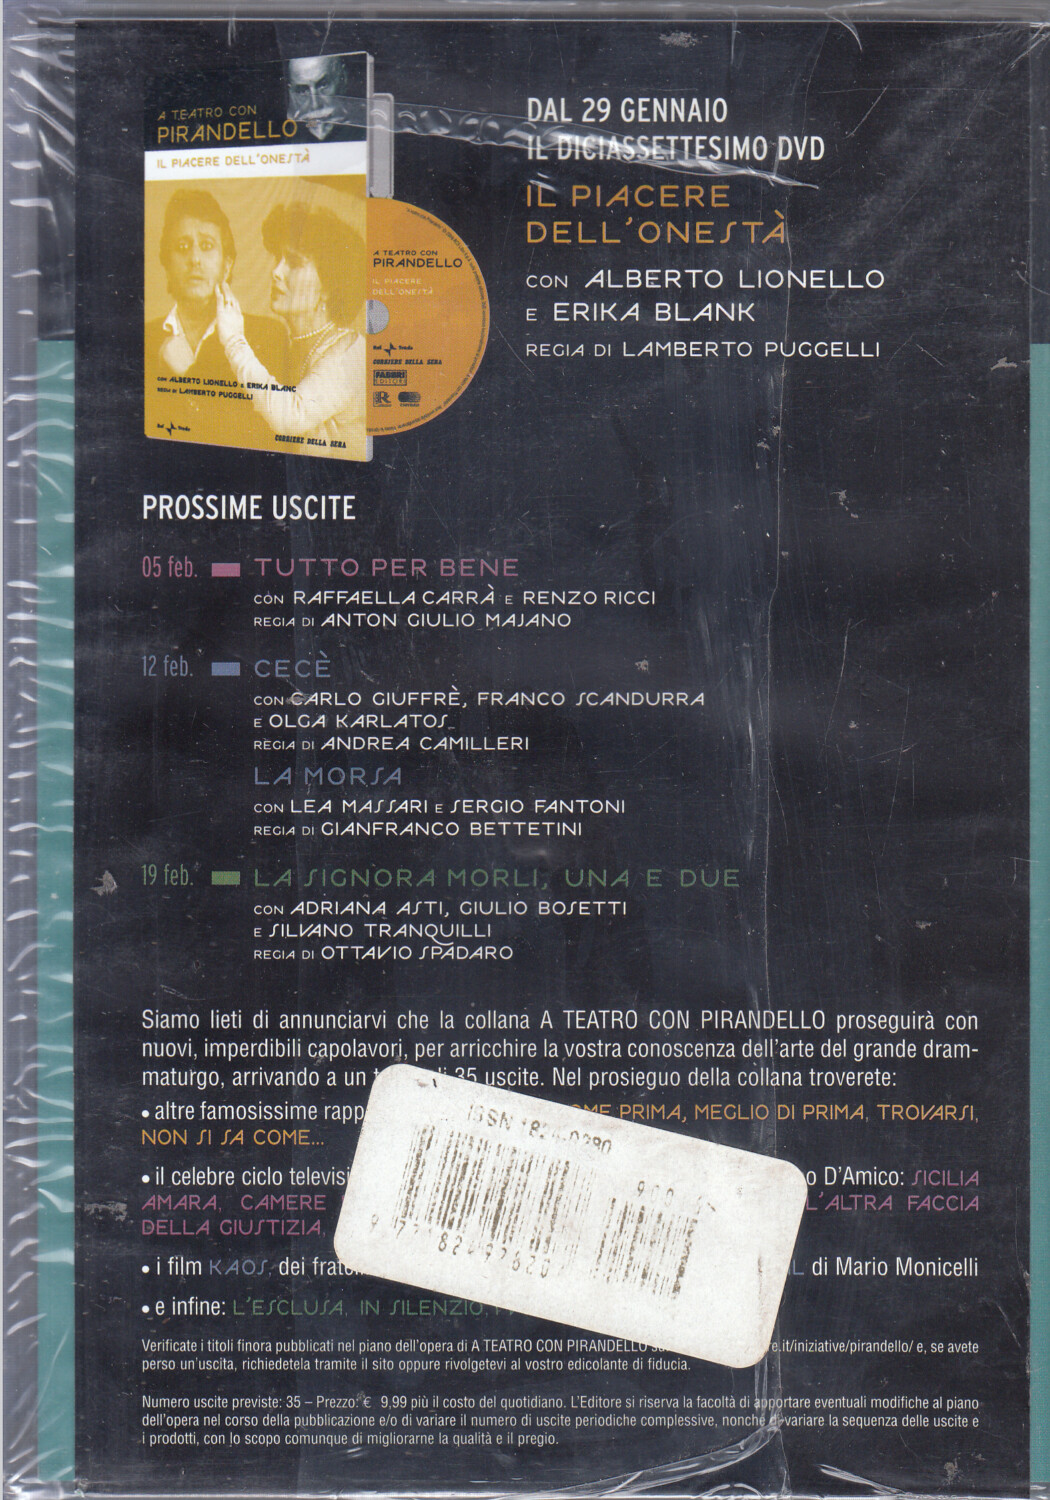 A TEATRO CON
PIRANDELLO
IL PIACERE DELL'ONESTÀ
CON ALBERTO LIONELLO E ERIKA BLANC
REGIA DI LAMBERTO PUGGELLI
Rai Trade
CORRIERE DELLA SERA
A TEATRO CON
PIRANDELLO
IL PIACERE
DELL'ONESTÀ
Rai Trade
CORRIERE DELLA SERA
FABBRI
EDITORI
DAL 29 GENNAIO
IL DICIASSETTESIMO DVD
IL PIACERE
DELL'ONESTÀ
CON ALBERTO LIONELLO
E ERIKA BLANK
REGIA DI LAMBERTO PUGGELLI
PROSSIME USCITE
05 feb. TUTTO PER BENE
CON RAFFAELLA CARRÀ E RENZO RICCI
REGIA DI ANTON GIULIO MAJANO
12 feb. CECÈ
CON CARLO GIUFFRÈ, FRANCO SCANDURRA
E OLGA KARLATOS
REGIA DI ANDREA CAMILLERI
LA MORSA
CON LEA MASSARI E SERGIO FANTONI
REGIA DI GIANFRANCO BETTETINI
19 feb. LA SIGNORA MORLI, UNA E DUE
CON ADRIANA ASTI, GIULIO BOSETTI
E SILVANO TRANQUILLI
REGIA DI OTTAVIO SPADARO
Siamo lieti di annunciarvi che la collana A TEATRO CON PIRANDELLO proseguirà con
nuovi, imperdibili capolavori, per arricchire la vostra conoscenza dell'arte del grande dram-
maturgo, arrivando a un 35 uscite. Nel prosieguo della collana troverete:
• altre famosissime PRIMA, MEGLIO DI PRIMA, TROVARSI,
NON SI SA COME...
• il celebre ciclo D'Amico: SICILIA
AMARA, CAMERE L'ALTRA FACCIA
DELLA GIUSTIZIA,
• i film KAOS, dei di Mario Monicelli
• e infine: L'ESCLUSA, IN SILENZIO,
ISSN
Verificate i titoli finora pubblicati nel piano dell'opera di A TEATRO CON PIRANDELLO re.it/iniziative/pirandello/ e, se avete
perso un'uscita, richiedetela tramite il sito oppure rivolgetevi al vostro edicolante di fiducia.
Numero uscite previste: 35 – Prezzo: € 9,99 più il costo del quotidiano. L'Editore si riserva la facoltà di apportare eventuali modifiche al piano
dell'opera nel corso della pubblicazione e/o di variare il numero di uscite periodiche complessive, nonché di variare la sequenza delle uscite e
i prodotti, con lo scopo comunque di migliorarne la qualità e il pregio.